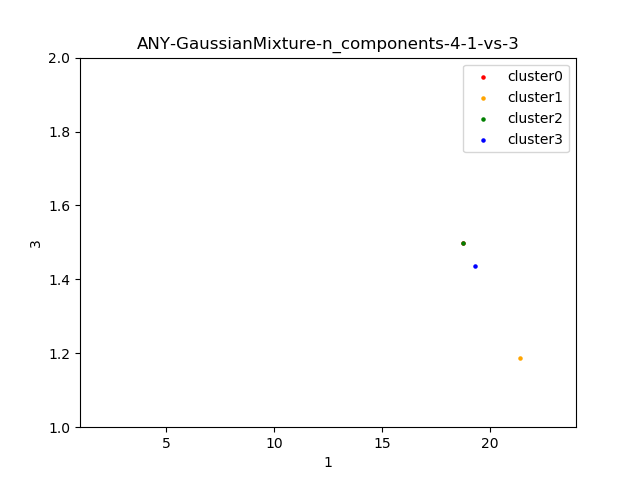 ANY-GaussianMixture-n_components-4-1-vs-3
2.0
1.8
1.6
1.4
1.2
1.0
3
5
10
15
20
1
cluster0
cluster1
cluster2
cluster3